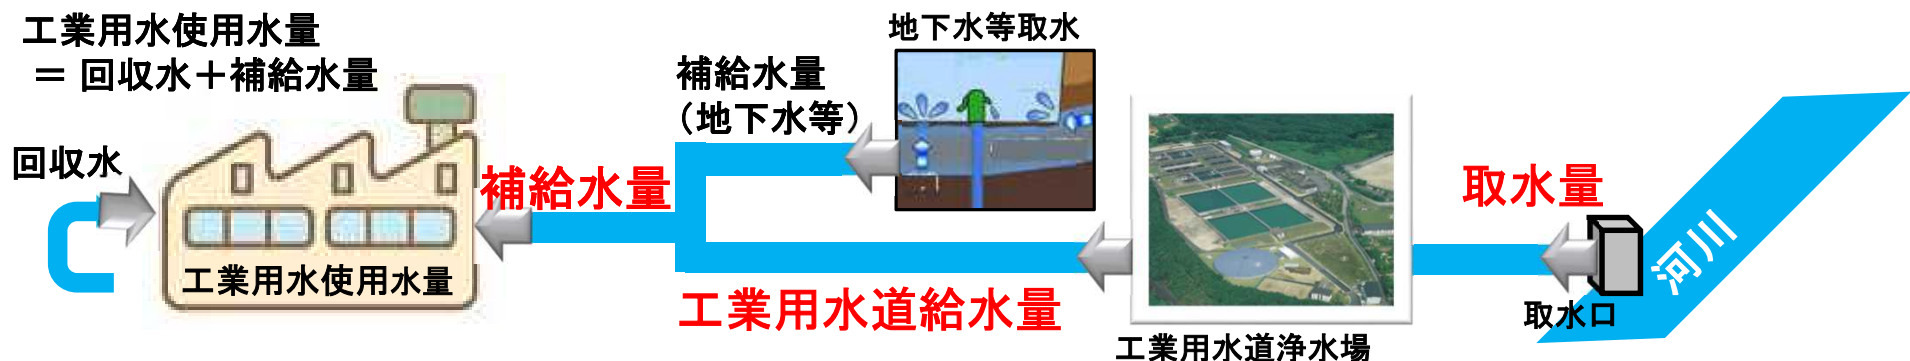 工業用水使用水量
＝ 回収水＋補給水量
回収水
工業用水使用水量
補給水量
補給水量
（地下水等）
地下水等取水
工業用水道給水量
工業用水道浄水場
取水量
取水口
河川